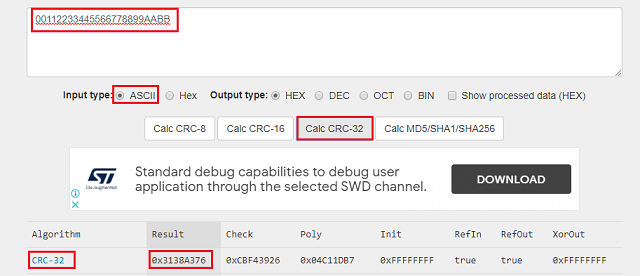 00112233445566778899AABB
Input type: ASCII Hex Output type: HEX DEC OCT BIN Show processed data (HEX)
Calc CRC-8 Calc CRC-16 Calc CRC-32 Calc MD5/SHA1/SHA256
ST
life.augmented
Standard debug capabilities to debug user
application through the selected SWD channel.
DOWNLOAD
Algorithm Result Check Poly Init RefIn RefOut XorOut
CRC-32 0x3138A376 0xCBF43926 0x04C11DB7 0xFFFFFFFF true true 0xFFFFFFFF